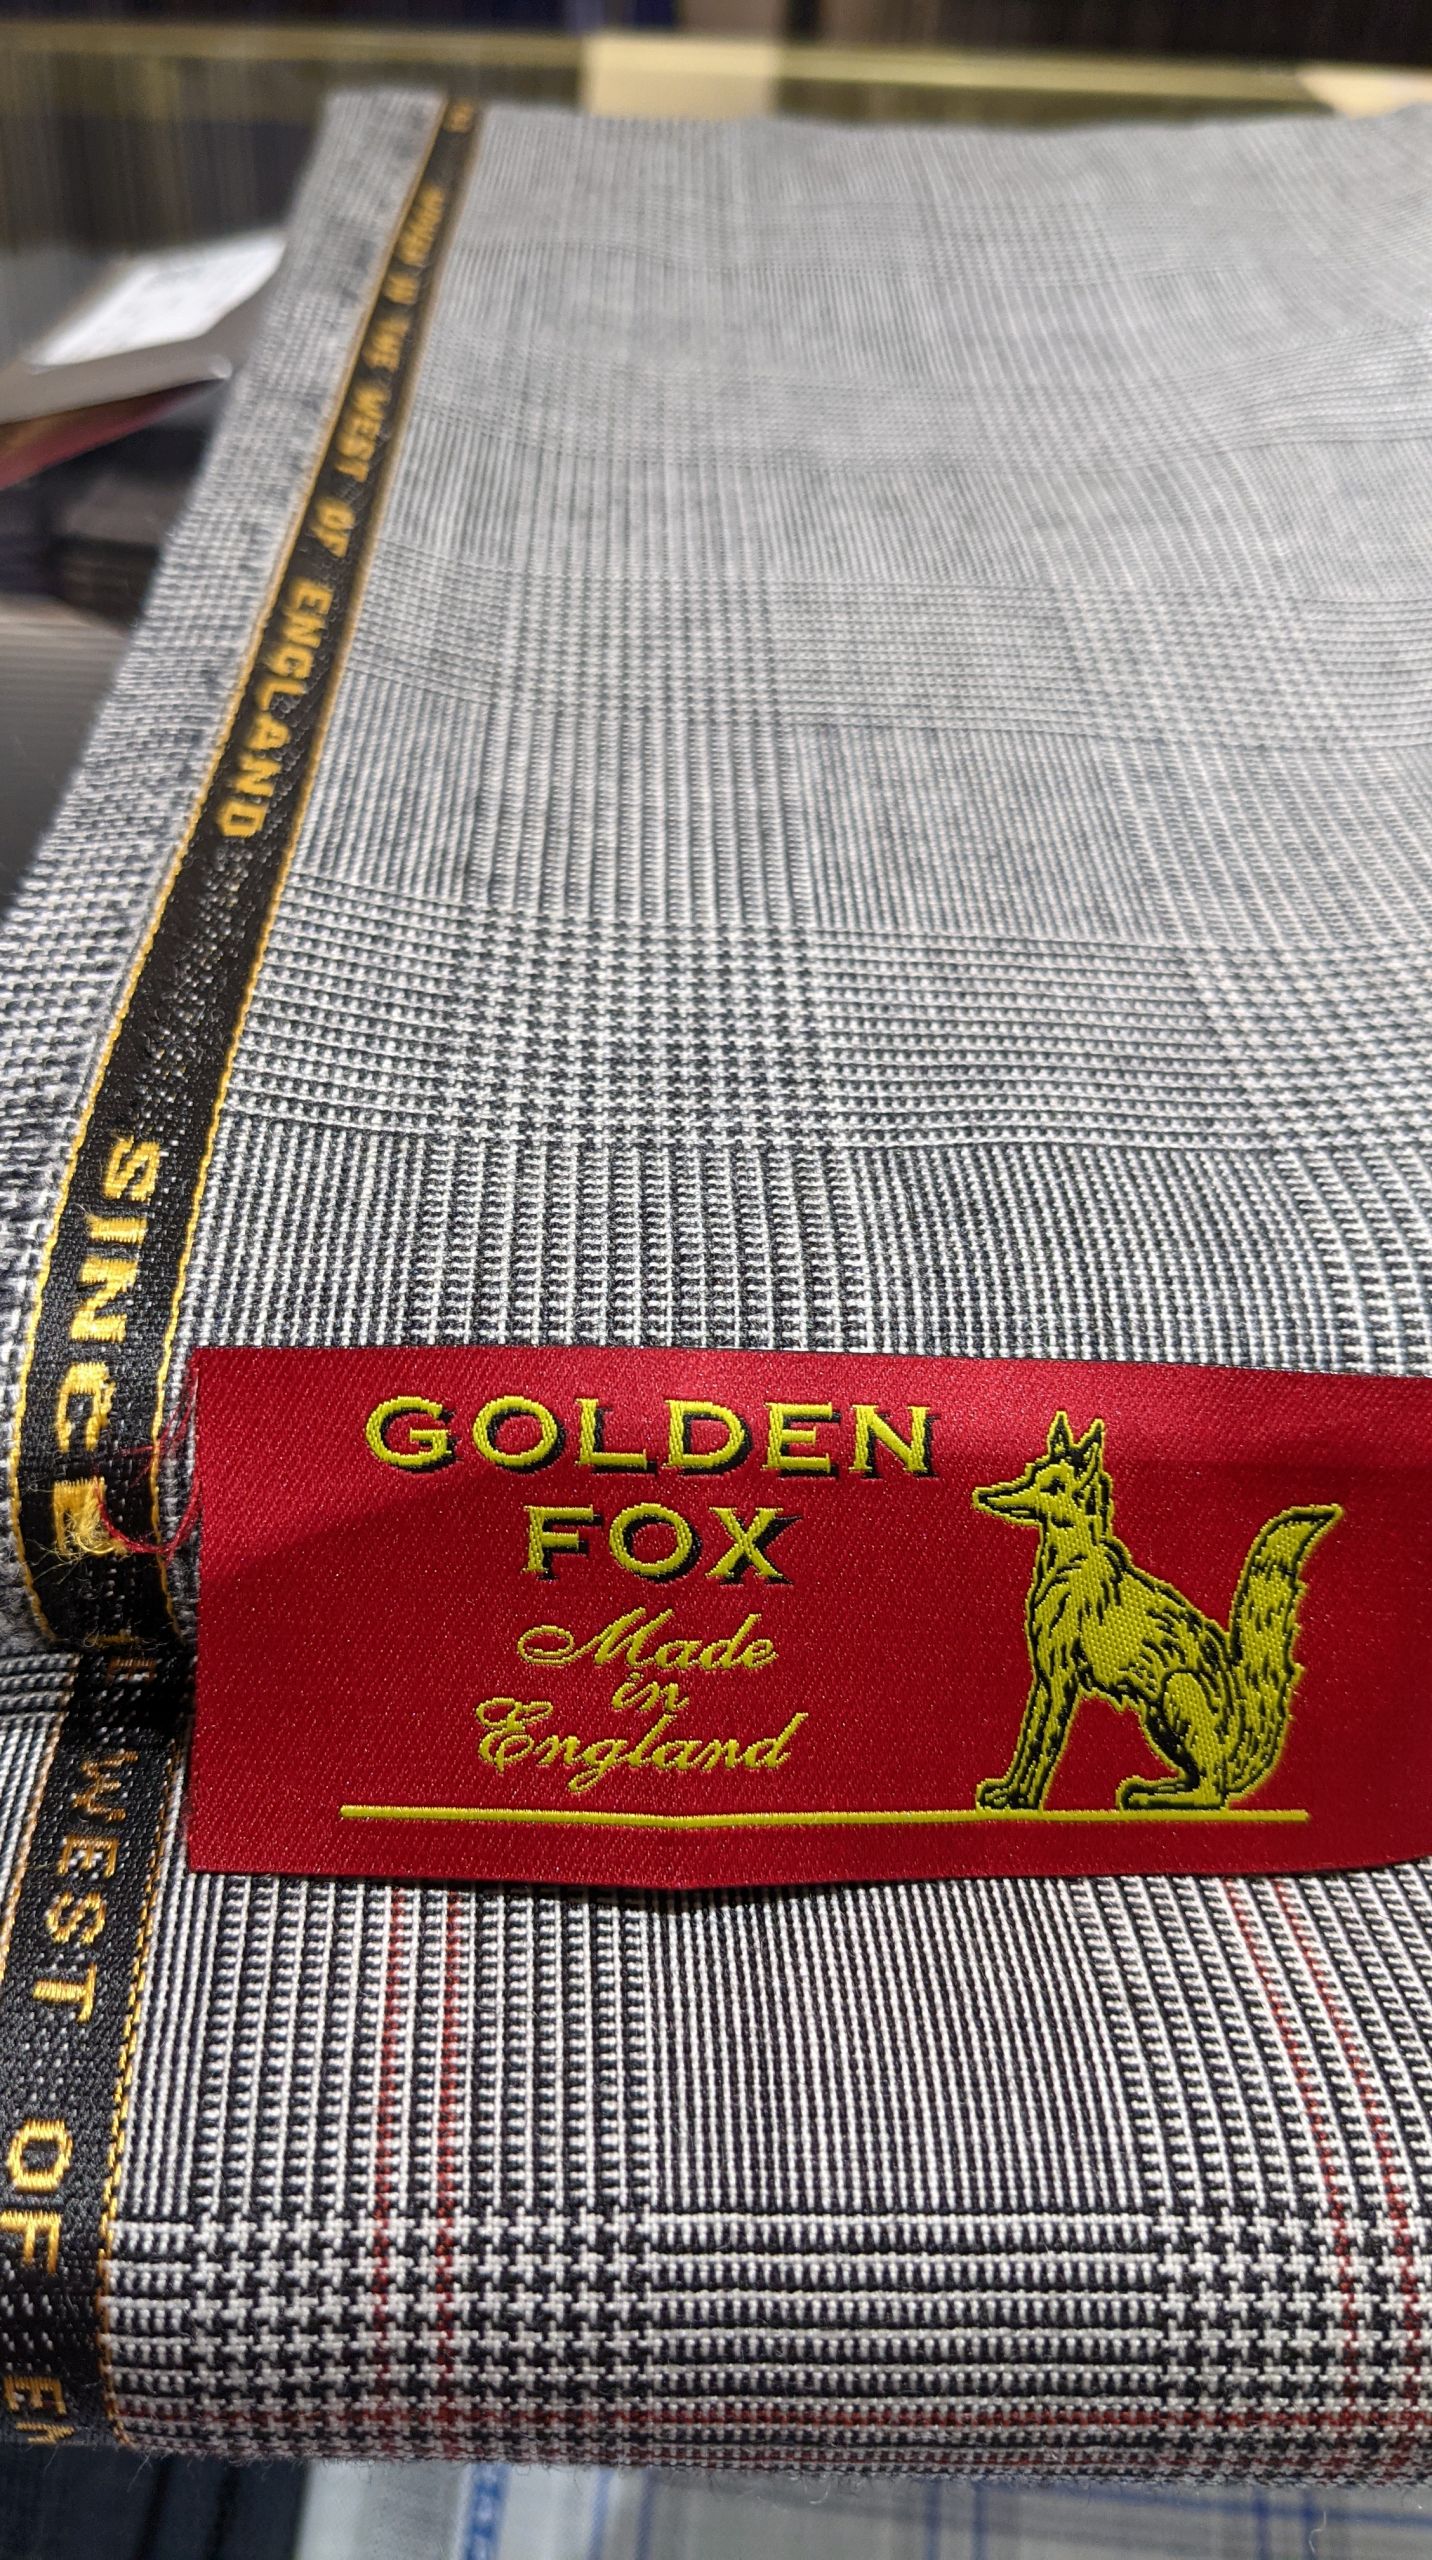 WOVEN IN THE WEST OF ENGLAND
SINCE
GOLDEN
FOX
Made
in
England
WEST OF